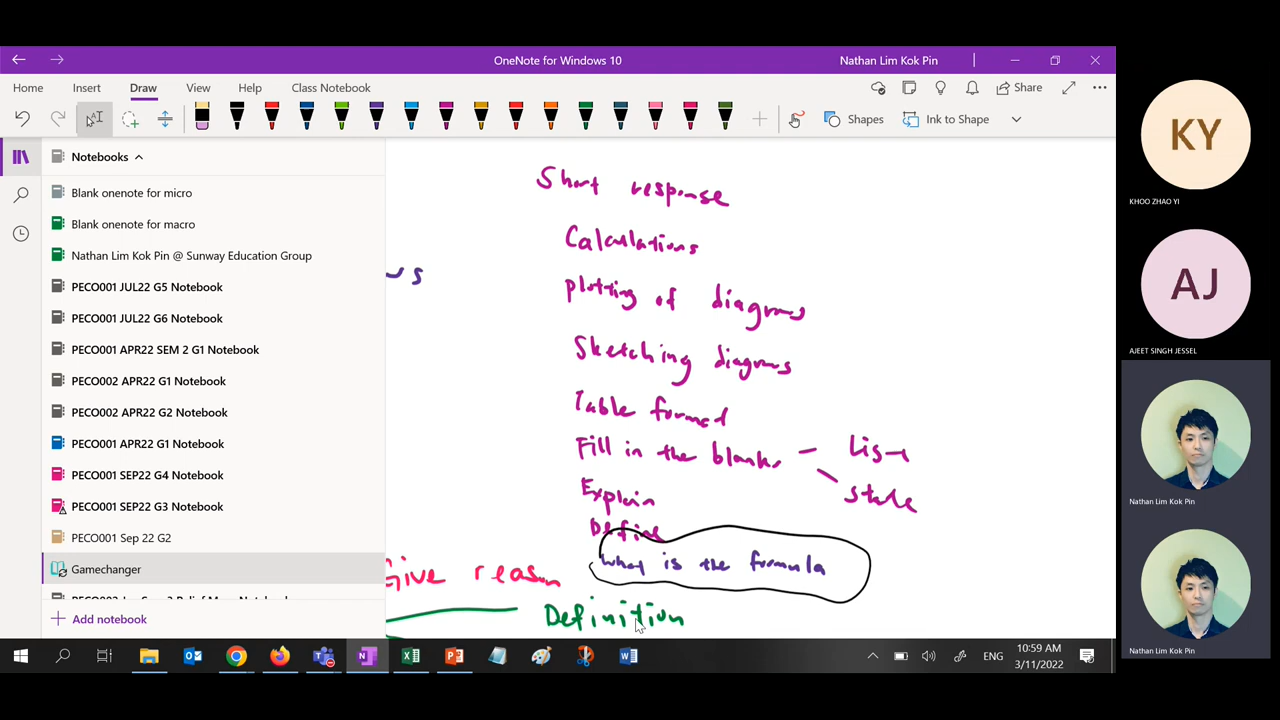 OneNote for Windows 10
Nathan Lim Kok Pin
Home Insert Draw View Help Class Notebook
Share
Shapes
Ink to Shape
Notebooks
Blank onenote for micro
Blank onenote for macro
Nathan Lim Kok Pin @ Sunway Education Group
PECO001 JUL22 G5 Notebook
PECO001 JUL22 G6 Notebook
PECO001 APR22 SEM 2 G1 Notebook
PECO002 APR22 G1 Notebook
PECO002 APR22 G2 Notebook
PECO001 APR22 G1 Notebook
PECO001 SEP22 G4 Notebook
PECO001 SEP22 G3 Notebook
PECO001 Sep 22 G2
Gamechanger
Add notebook
Short response
Calculations
plotting of diagrams
Sketching diagrams
Table format
Fill in the blanks - List
state
Explain
Define
What is the formula
Give reason
Definition
KY
KHOO ZHAO YI
AJ
AJEET SINGH JESSEL
Nathan Lim Kok Pin
Nathan Lim Kok Pin
ENG
10:59 AM
3/11/2022